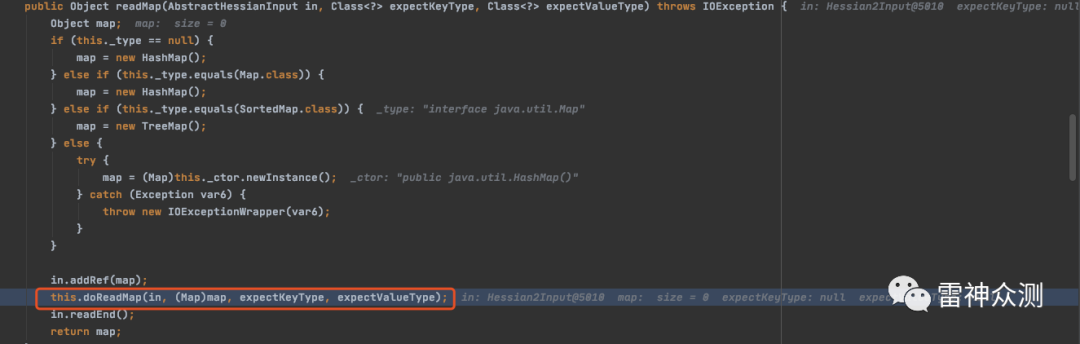 public Object readMap(AbstractHessianInput in, Class<?> expectKeyType, Class<?> expectValueType) throws IOException {  in: Hessian2Input@5010  expectKeyType: null
    Object map;  map:  size = 0
    if (this._type == null) {
        map = new HashMap();
    } else if (this._type.equals(Map.class)) {
        map = new HashMap();
    } else if (this._type.equals(SortedMap.class)) {  _type: "interface java.util.Map"
        map = new TreeMap();
    } else {
        try {
            map = (Map)this._ctor.newInstance();  _ctor: "public java.util.HashMap()"
        } catch (Exception var6) {
            throw new IOExceptionWrapper(var6);
        }
    }
    in.addRef(map);
    this.doReadMap(in, (Map)map, expectKeyType, expectValueType);  in: Hessian2Input@5010  map:  size = 0  expectKeyType: null
    in.readEnd();
    return map;
雷神众测